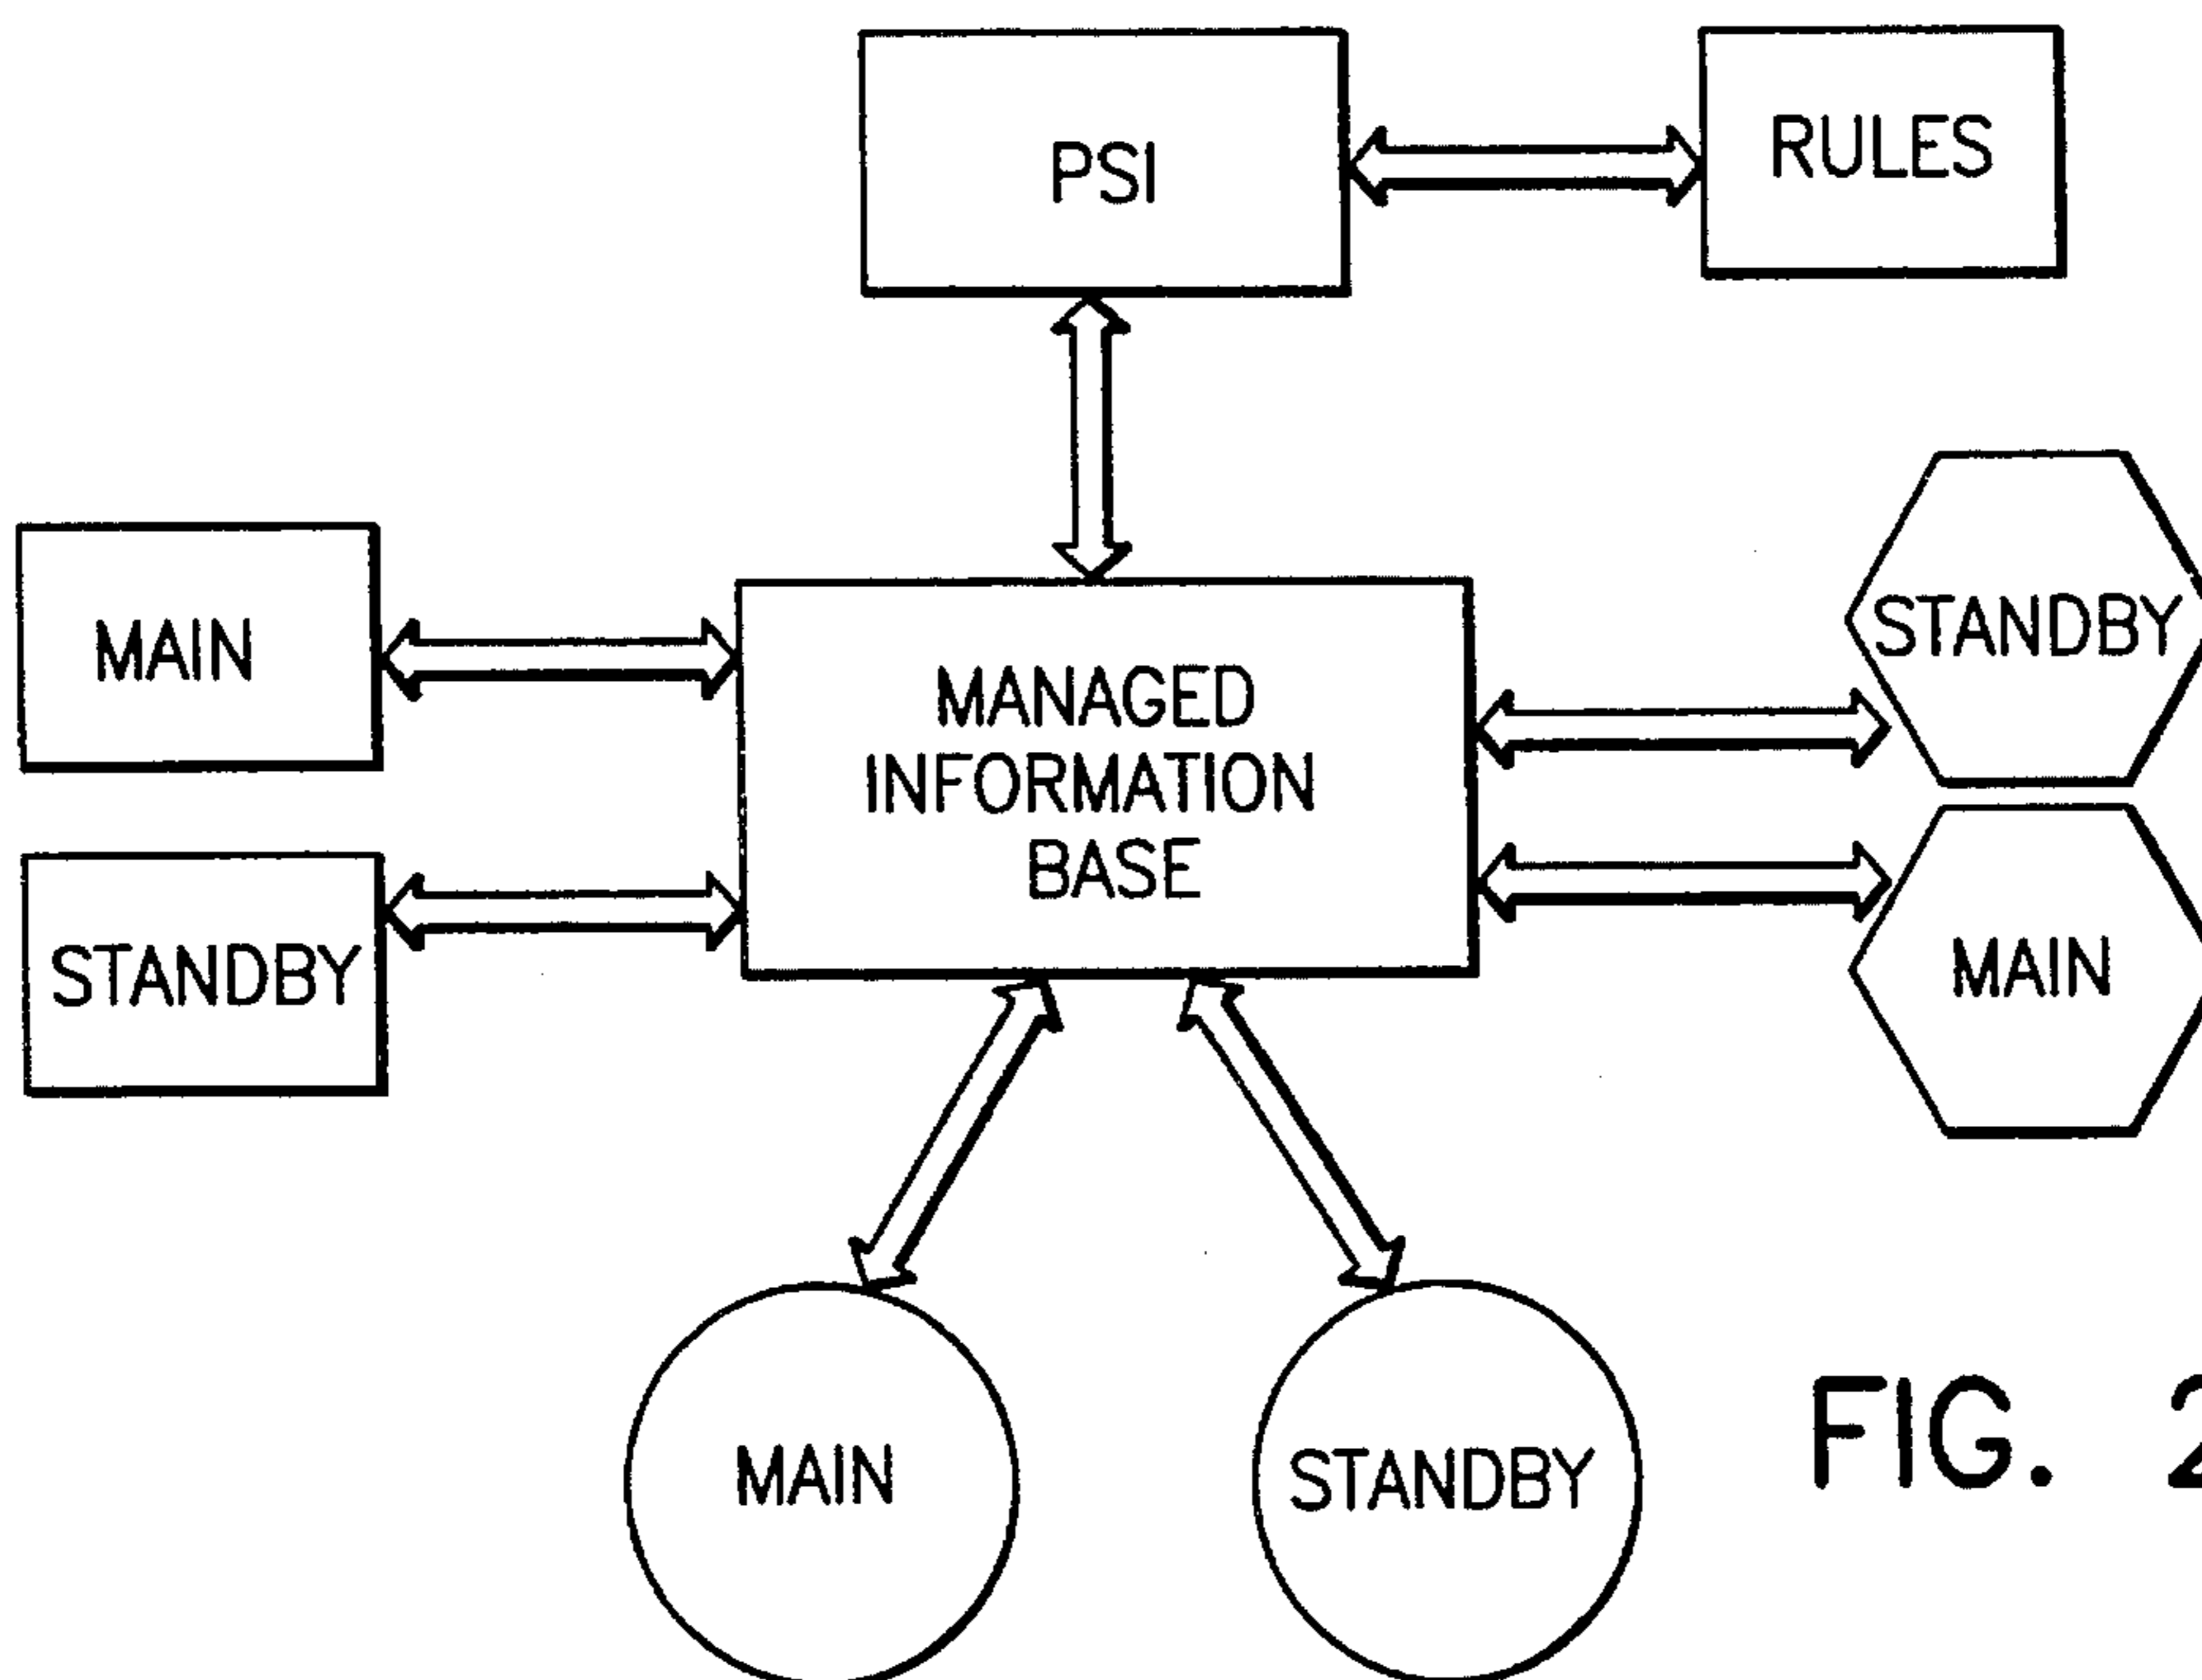 PSI
RULES
MAIN
STANDBY
MANAGED
INFORMATION
BASE
STANDBY
MAIN
MAIN
STANDBY
FIG. 2